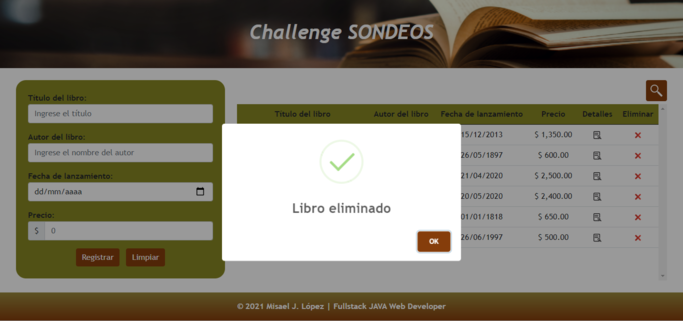 Challenge SONDEOS
Titulo del libro:
Ingrese el título
Autor del libro:
Ingrese el nombre del autor
Fecha de lanzamiento:
dd/mm/aaaa
Precio:
$ 0
Registrar Limpiar
Titulo del libro Autor del libro Fecha de lanzamiento Precio Detalles Eliminar
15/12/2013 $ 1,350.00
26/05/1897 $ 600.00
21/04/2020 $ 2,500.00
20/05/2020 $ 2,400.00
01/01/1818 $ 650.00
26/06/1997 $ 500.00
Libro eliminado
OK
© 2021 Misael J. López | Fullstack JAVA Web Developer